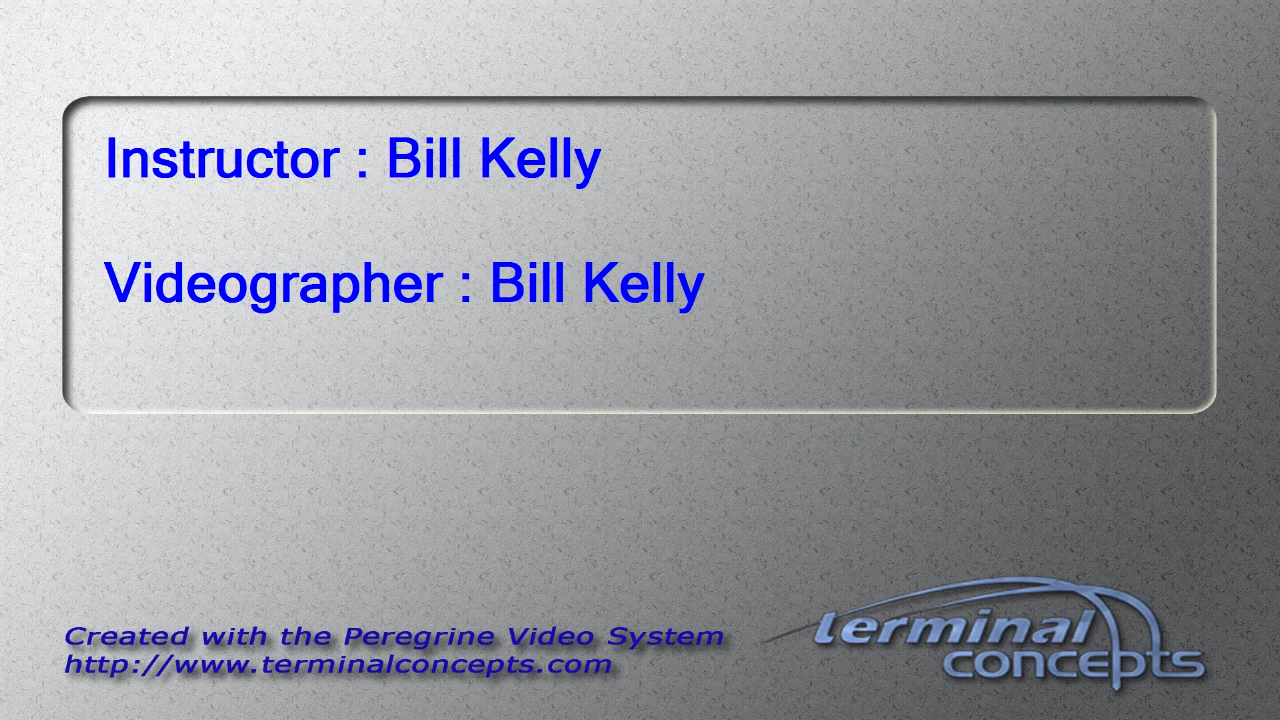 Instructor : Bill Kelly
Videographer : Bill Kelly
Created with the Peregrine Video System
http://www.terminalconcepts.com
terminal
concepts